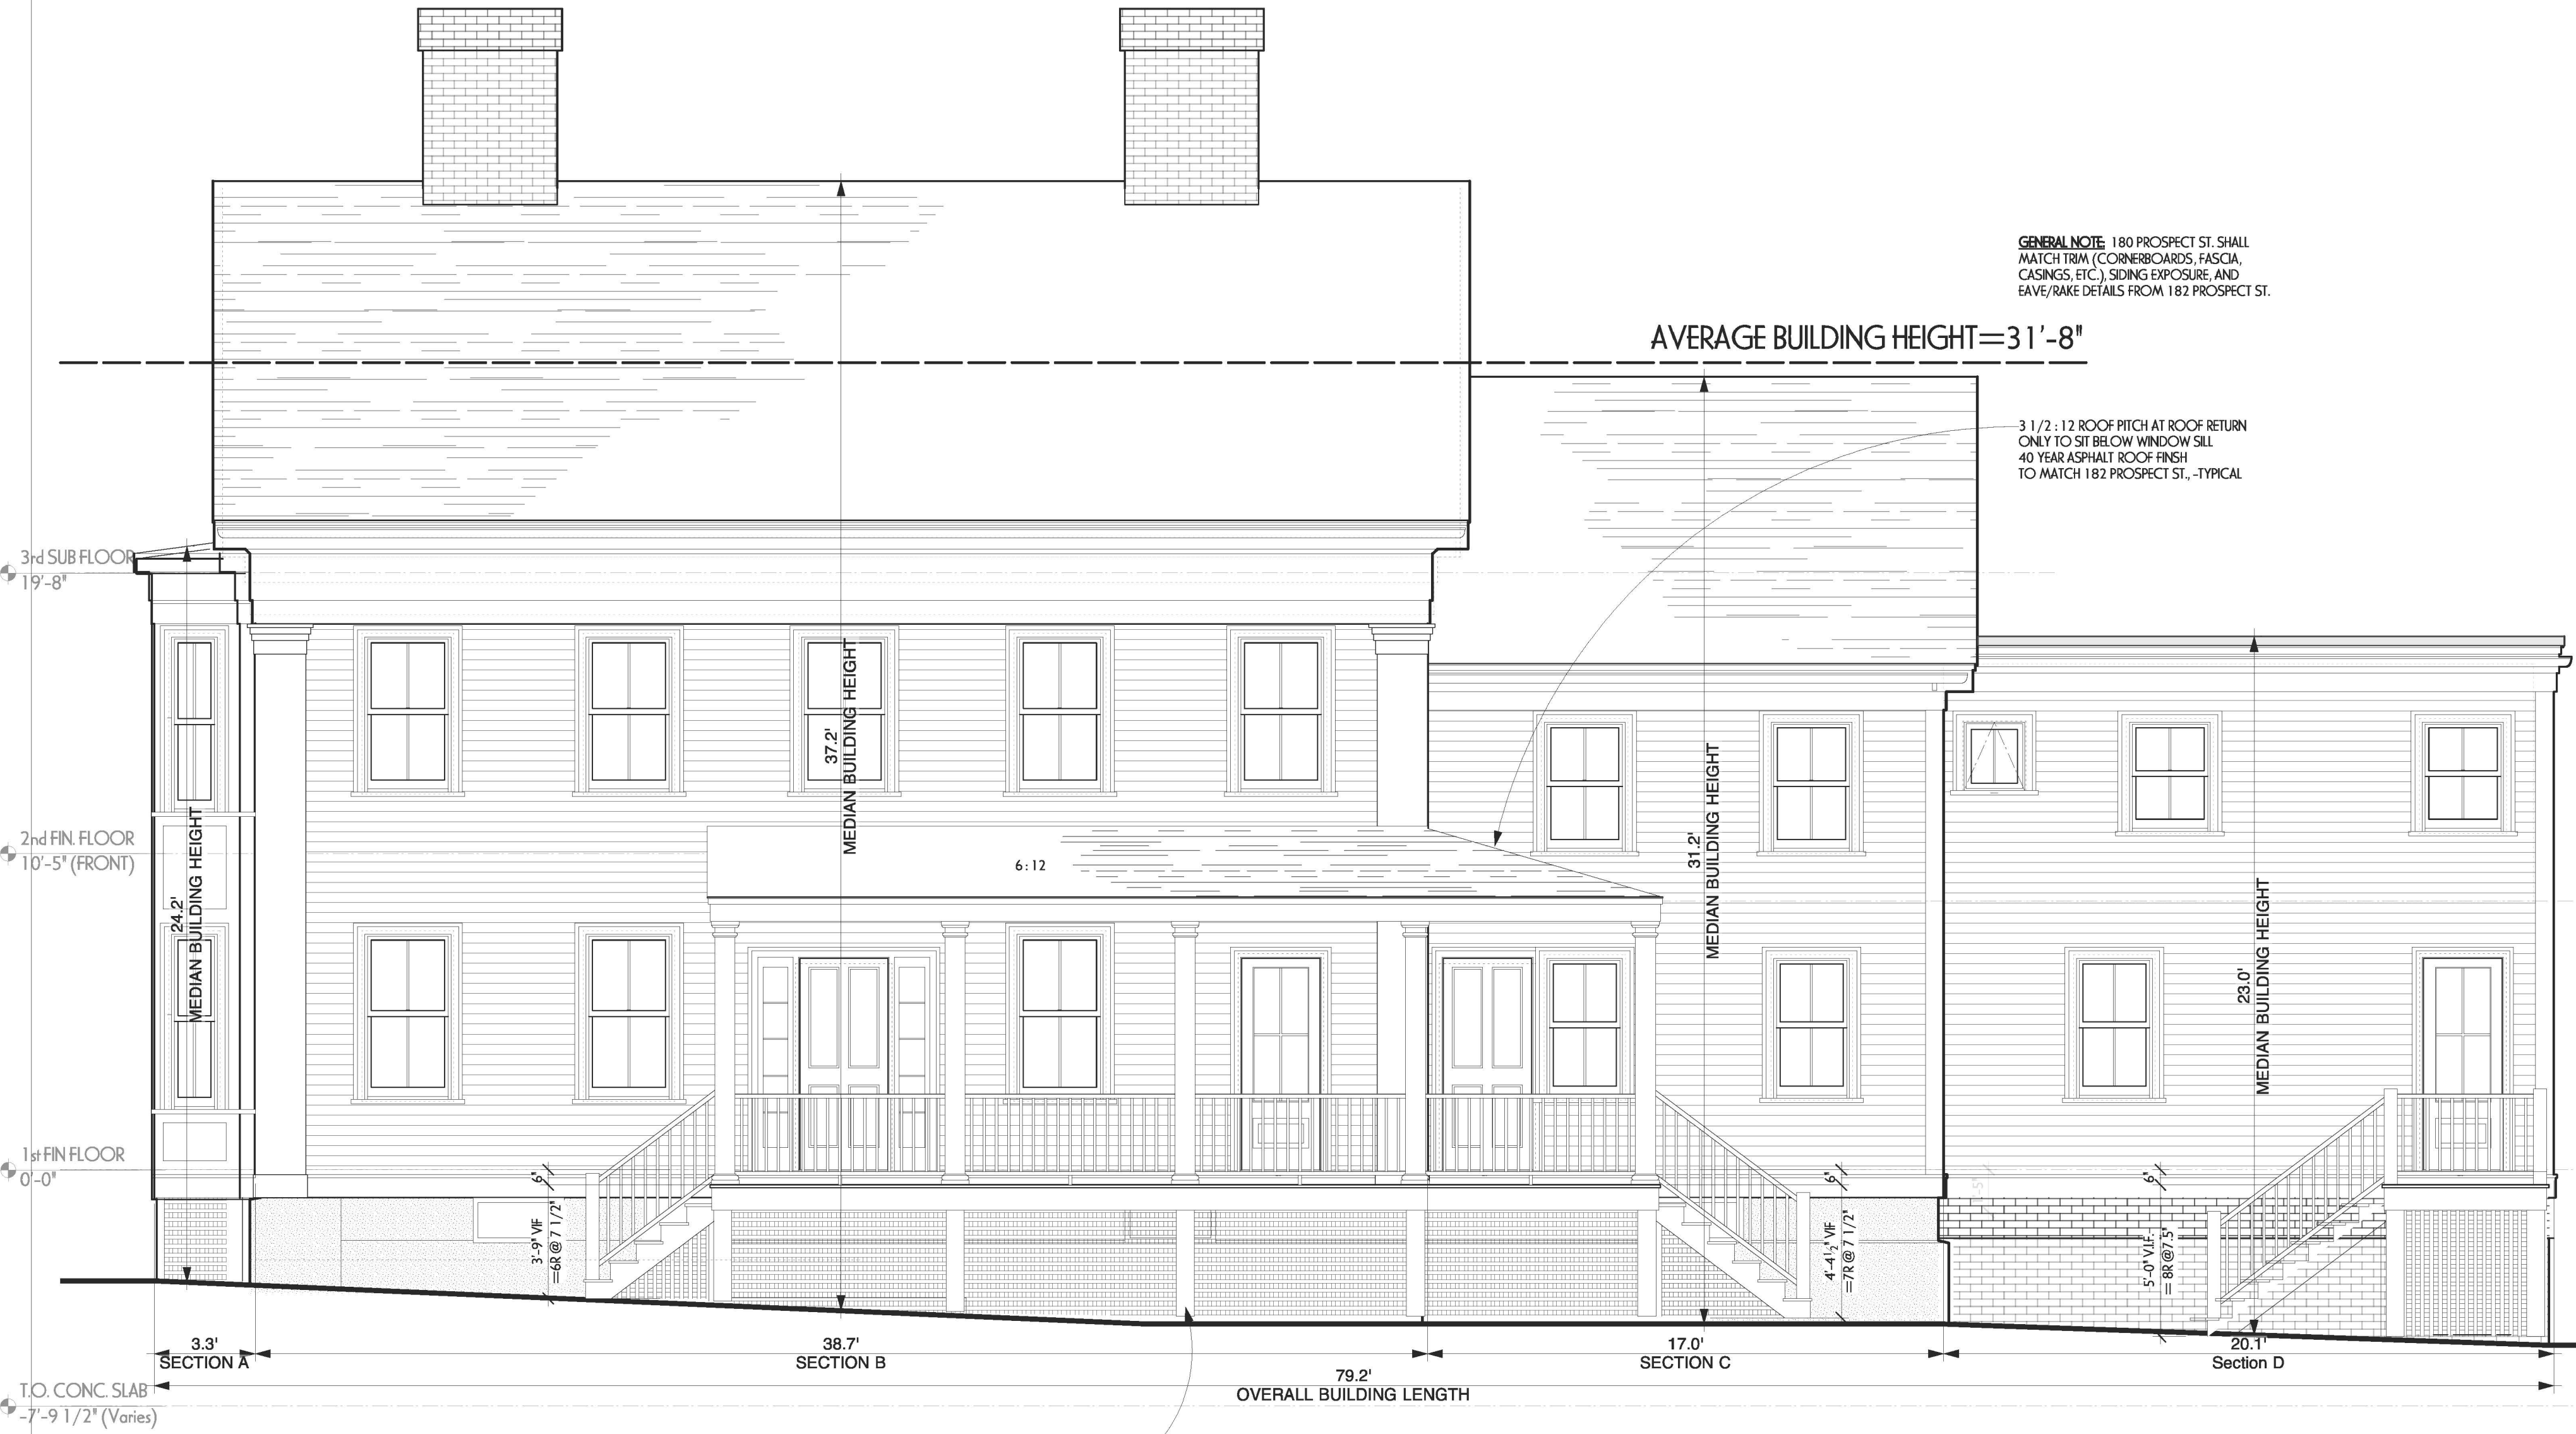 GENERAL NOTE: 180 PROSPECT ST. SHALL
MATCH TRIM (CORNERBOARDS, FASCIA,
CASINGS, ETC.), SIDING EXPOSURE, AND
EAVE/RAKE DETAILS FROM 182 PROSPECT ST.
AVERAGE BUILDING HEIGHT=31'-8"
3 1/2 : 12 ROOF PITCH AT ROOF RETURN
ONLY TO SIT BELOW WINDOW SILL
40 YEAR ASPHALT ROOF FINSH
TO MATCH 182 PROSPECT ST., -TYPICAL
3rd SUB FLOOR
19'-8"
2nd FIN. FLOOR
10'-5" (FRONT)
1st FIN FLOOR
0'-0"
T.O. CONC. SLAB
-7'-9 1/2" (Varies)
24.2'
MEDIAN BUILDING HEIGHT
37.2'
MEDIAN BUILDING HEIGHT
31.2'
MEDIAN BUILDING HEIGHT
23.0'
MEDIAN BUILDING HEIGHT
6 : 12
6"
3'-9" VIF
=6R @ 7 1/2"
6"
4'-4½" VIF
=7R @ 7 1/2"
6"
5'-0" V.I.F.
= 8R @7.5"
3.3'
SECTION A
38.7'
SECTION B
17.0'
SECTION C
20.1'
Section D
79.2'
OVERALL BUILDING LENGTH